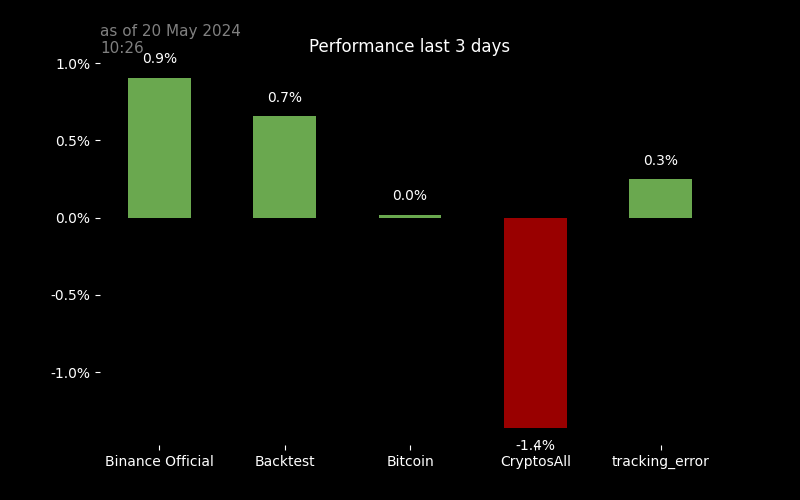 as of 20 May 2024
10:26
Performance last 3 days
1.0%
0.5%
0.0%
-0.5%
-1.0%
0.9%
0.7%
0.0%
-1.4%
0.3%
Binance Official
Backtest
Bitcoin
CryptosAll
tracking_error